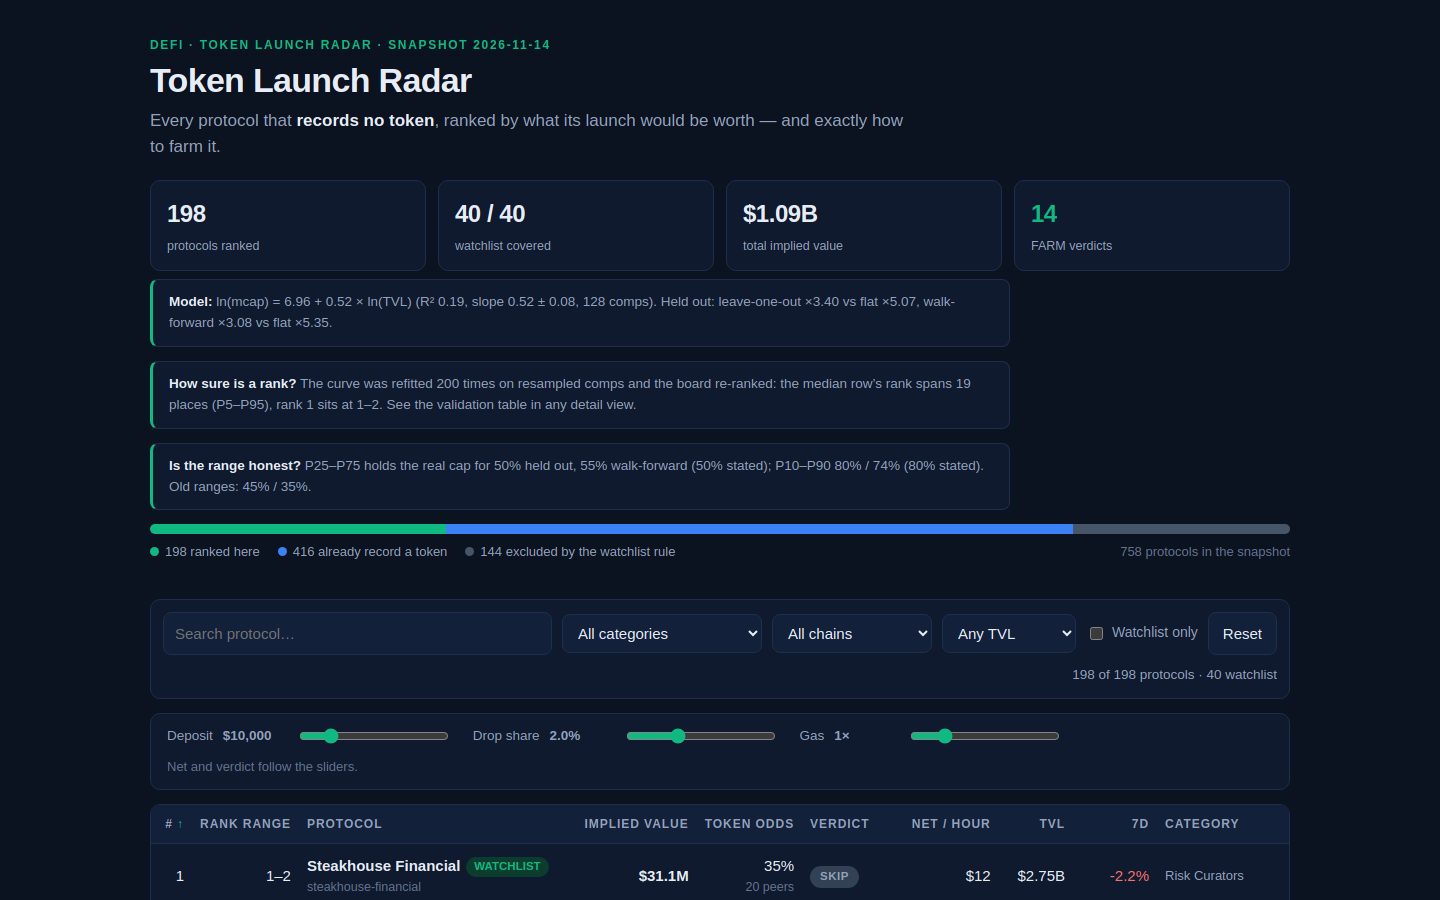 DEFI · TOKEN LAUNCH RADAR · SNAPSHOT 2026-11-14
Token Launch Radar
Every protocol that records no token, ranked by what its launch would be worth — and exactly how
to farm it.
198
protocols ranked
40 / 40
watchlist covered
$1.09B
total implied value
14
FARM verdicts
Model: ln(mcap) = 6.96 + 0.52 × ln(TVL) (R² 0.19, slope 0.52 ± 0.08, 128 comps). Held out: leave-one-out ×3.40 vs flat ×5.07, walk-
forward ×3.08 vs flat ×5.35.
How sure is a rank? The curve was refitted 200 times on resampled comps and the board re-ranked: the median row’s rank spans 19
places (P5–P95), rank 1 sits at 1–2. See the validation table in any detail view.
Is the range honest? P25–P75 holds the real cap for 50% held out, 55% walk-forward (50% stated); P10–P90 80% / 74% (80% stated).
Old ranges: 45% / 35%.
198 ranked here 416 already record a token 144 excluded by the watchlist rule 758 protocols in the snapshot
Search protocol… All categories All chains Any TVL Watchlist only Reset
198 of 198 protocols · 40 watchlist
Deposit $10,000 Drop share 2.0% Gas 1×
Net and verdict follow the sliders.
# ↑ RANK RANGE PROTOCOL IMPLIED VALUE TOKEN ODDS VERDICT NET / HOUR TVL 7D CATEGORY
1 1–2 Steakhouse Financial WATCHLIST $31.1M 35% SKIP $12 $2.75B -2.2% Risk Curators
steakhouse-financial 20 peers